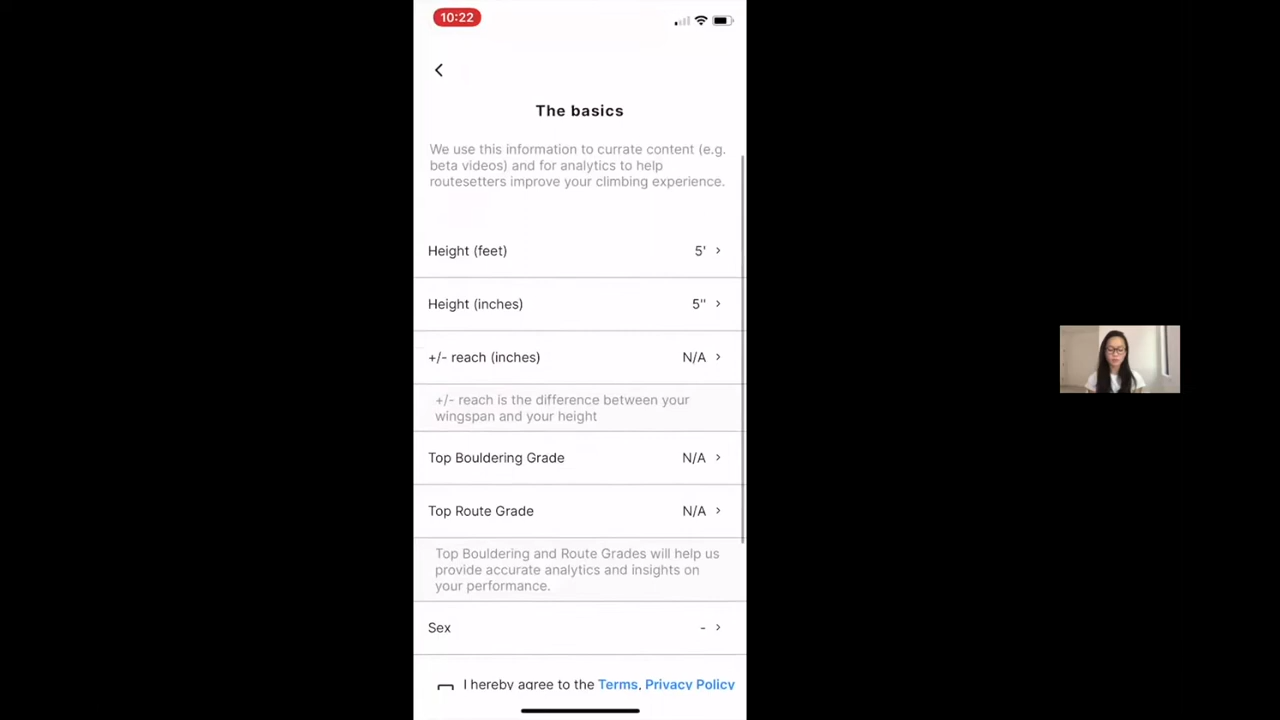 10:22
The basics
We use this information to currate content (e.g.
beta videos) and for analytics to help
routesetters improve your climbing experience.
Height (feet) 5'
Height (inches) 5"
+/- reach (inches) N/A
+/- reach is the difference between your
wingspan and your height
Top Bouldering Grade N/A
Top Route Grade N/A
Top Bouldering and Route Grades will help us
provide accurate analytics and insights on
your performance.
Sex -
I hereby agree to the Terms, Privacy Policy